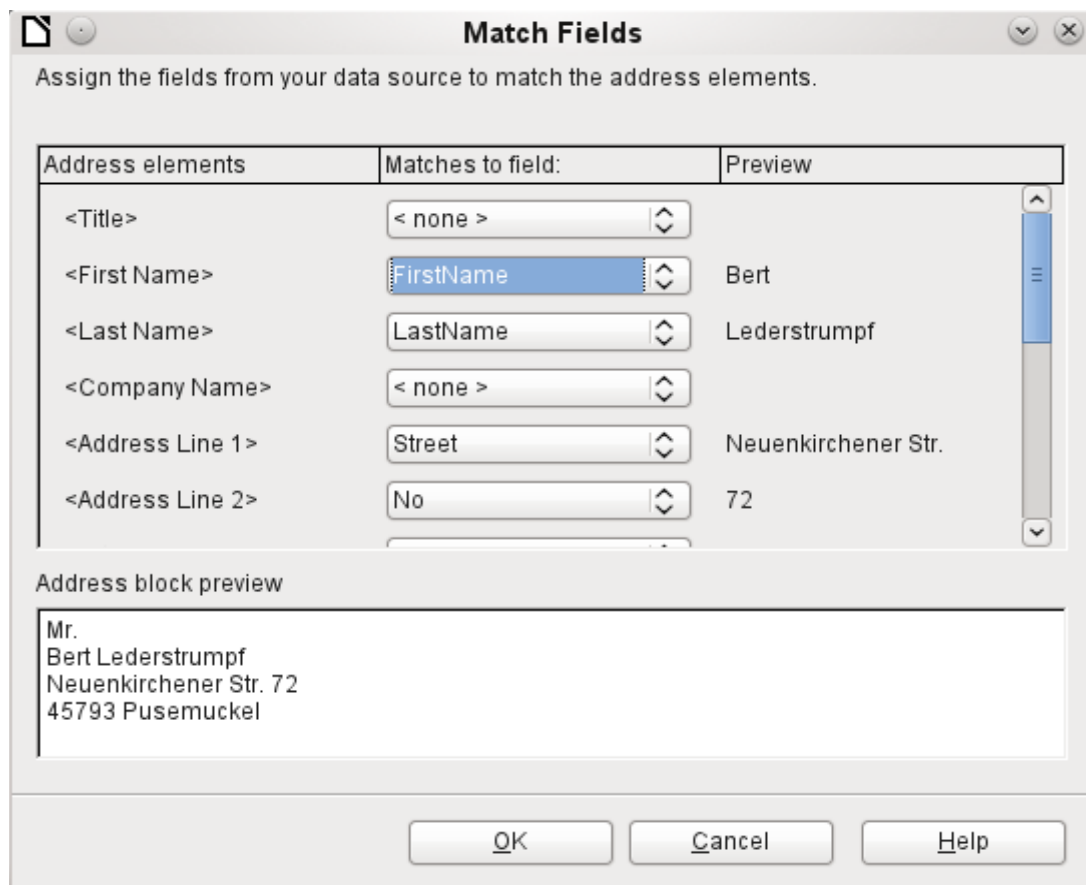 Match Fields
Assign the fields from your data source to match the address elements.
Address elements Matches to field: Preview
<Title> < none >
<First Name> FirstName Bert
<Last Name> LastName Lederstrumpf
<Company Name> < none >
<Address Line 1> Street Neuenkirchener Str.
<Address Line 2> No 72
Address block preview
Mr.
Bert Lederstrumpf
Neuenkirchener Str. 72
45793 Pusemuckel
OK Cancel Help